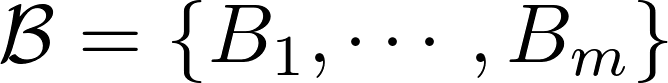 ℬ = {B₁, ⋯ , Bₘ}